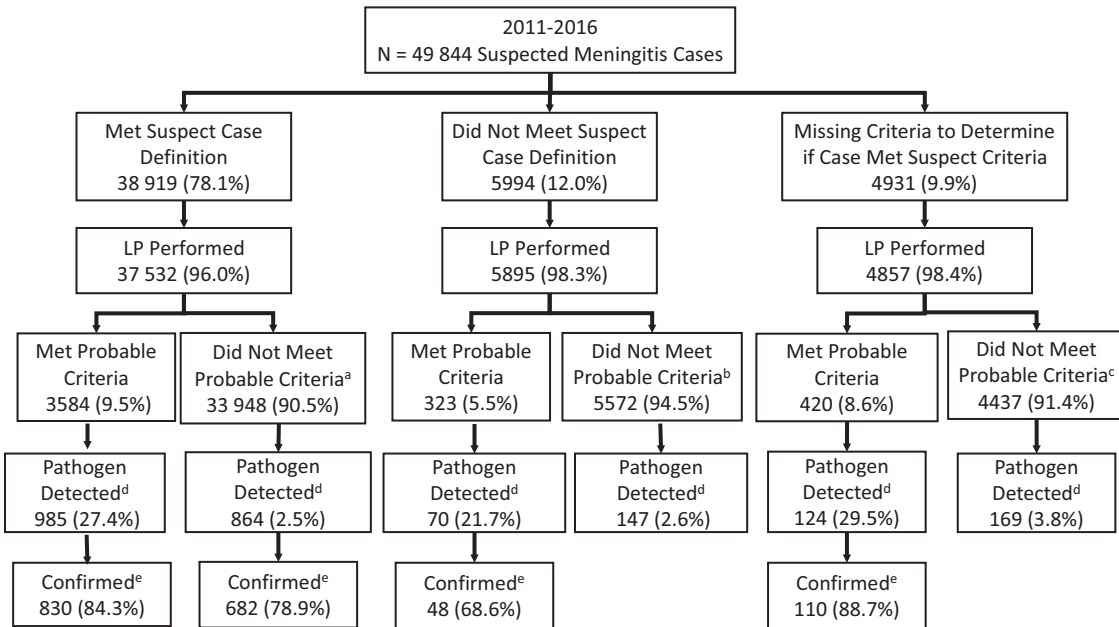 2011-2016
N = 49 844 Suspected Meningitis Cases
Met Suspect Case
Definition
38 919 (78.1%)
Did Not Meet Suspect
Case Definition
5994 (12.0%)
Missing Criteria to Determine
if Case Met Suspect Criteria
4931 (9.9%)
LP Performed
37 532 (96.0%)
LP Performed
5895 (98.3%)
LP Performed
4857 (98.4%)
Met Probable
Criteria
3584 (9.5%)
Did Not Meet
Probable Criteriaᵃ
33 948 (90.5%)
Met Probable
Criteria
323 (5.5%)
Did Not Meet
Probable Criteriaᵇ
5572 (94.5%)
Met Probable
Criteria
420 (8.6%)
Did Not Meet
Probable Criteriaᶜ
4437 (91.4%)
Pathogen
Detectedᵈ
985 (27.4%)
Pathogen
Detectedᵈ
864 (2.5%)
Pathogen
Detectedᵈ
70 (21.7%)
Pathogen
Detectedᵈ
147 (2.6%)
Pathogen
Detectedᵈ
124 (29.5%)
Pathogen
Detectedᵈ
169 (3.8%)
Confirmedᵉ
830 (84.3%)
Confirmedᵉ
682 (78.9%)
Confirmedᵉ
48 (68.6%)
Confirmedᵉ
110 (88.7%)